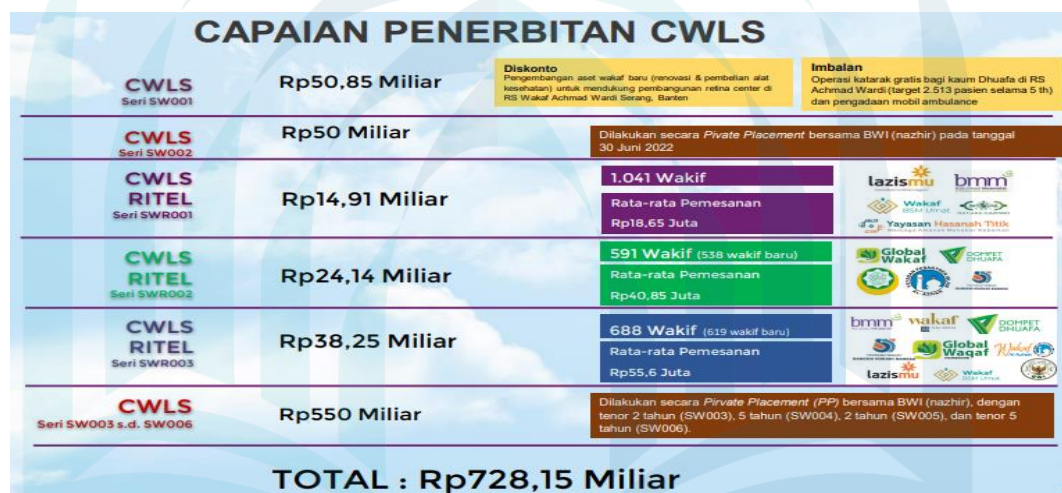 CAPAIAN PENERBITAN CWLS
CWLS
Seri SW001
Rp50,85 Miliar
Diskonto
Pengembangan aset wakaf baru (renovasi & pembelian alat
kesehatan) untuk mendukung pembangunan retina center di
RS Wakaf Achmad Wardi Serang, Banten
Imbalan
Operasi katarak gratis bagi kaum Dhuafa di RS
Achmad Wardi (target 2.513 pasien selama 5 th)
dan pengadaan mobil ambulance
CWLS
Seri SW002
Rp50 Miliar
Dilakukan secara Pivate Placement bersama BWI (nazhir) pada tanggal
30 Juni 2022
CWLS
RITEL
Seri SWR001
Rp14,91 Miliar
1.041 Wakif
Rata-rata Pemesanan
Rp18,65 Juta
lazismu
bmm
Wakaf
BSM Umat
Yayasan Hasanah Titik
CWLS
RITEL
Seri SWR002
Rp24,14 Miliar
591 Wakif (538 wakif baru)
Rata-rata Pemesanan
Rp40,85 Juta
Global
Wakaf
DOMPET
DHUAFA
CWLS
RITEL
Seri SWR003
Rp38,25 Miliar
688 Wakif (619 wakif baru)
Rata-rata Pemesanan
Rp55,6 Juta
bmm
wakaf
DOMPET
DHUAFA
Global
Waqaf
lazismu
Wakaf
BSM Umat
CWLS
Seri SW003 s.d. SW006
Rp550 Miliar
Dilakukan secara Pirvate Placement (PP) bersama BWI (nazhir), dengan
tenor 2 tahun (SW003), 5 tahun (SW004), 2 tahun (SW005), dan tenor 5
tahun (SW006).
TOTAL : Rp728,15 Miliar